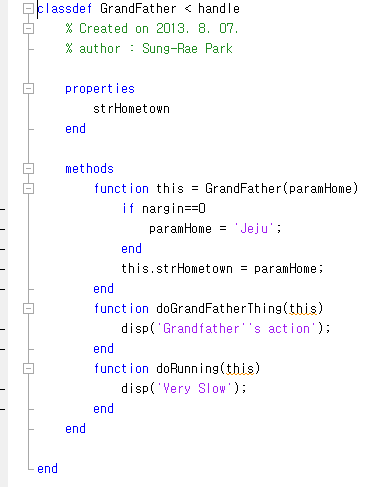 classdef GrandFather < handle
% Created on 2013. 8. 07.
% author : Sung-Rae Park
properties
strHometown
end
methods
function this = GrandFather(paramHome)
if nargin==0
paramHome = 'Jeju';
end
this.strHometown = paramHome;
end
function doGrandFatherThing(this)
disp('Grandfather''s action');
end
function doRunning(this)
disp('Very Slow');
end
end
end